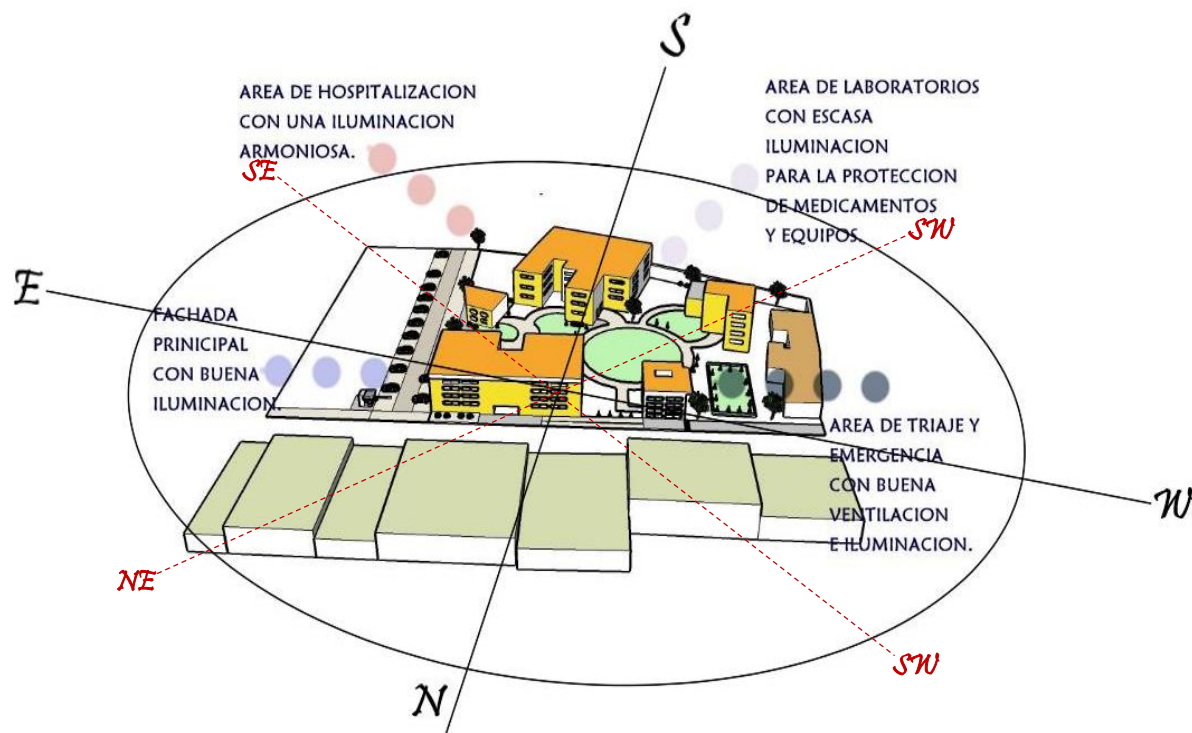 S
AREA DE HOSPITALIZACION
CON UNA ILUMINACION
ARMONIOSA.
SE
AREA DE LABORATORIOS
CON ESCASA
ILUMINACION
PARA LA PROTECCION
DE MEDICAMENTOS
Y EQUIPOS.
SW
E
FACHADA
PRINICIPAL
CON BUENA
ILUMINACION.
AREA DE TRIAJE Y
EMERGENCIA
CON BUENA
VENTILACION
E ILUMINACION.
W
NE
SW
N